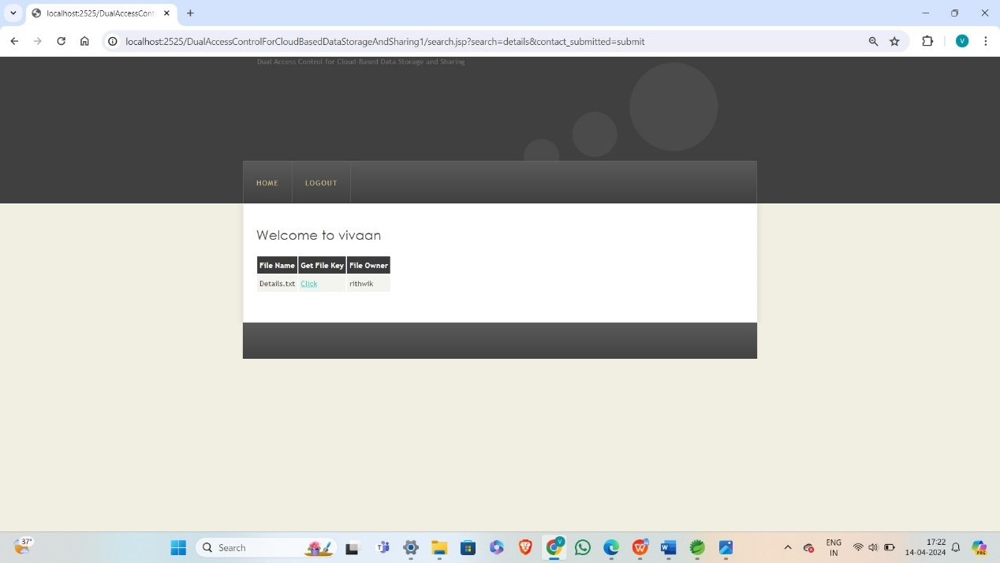 localhost:2525/DualAccessCont
localhost:2525/DualAccessControlForCloudBasedDataStorageAndSharing1/search.jsp?search=details&contact_submitted=submit
V
Dual Access Control for Cloud-Based Data Storage and Sharing
HOME LOGOUT
Welcome to vivaan
File Name Get File Key File Owner
Details.txt Click rithwik
37°
Search
ENG
IN
17:22
14-04-2024
PRE